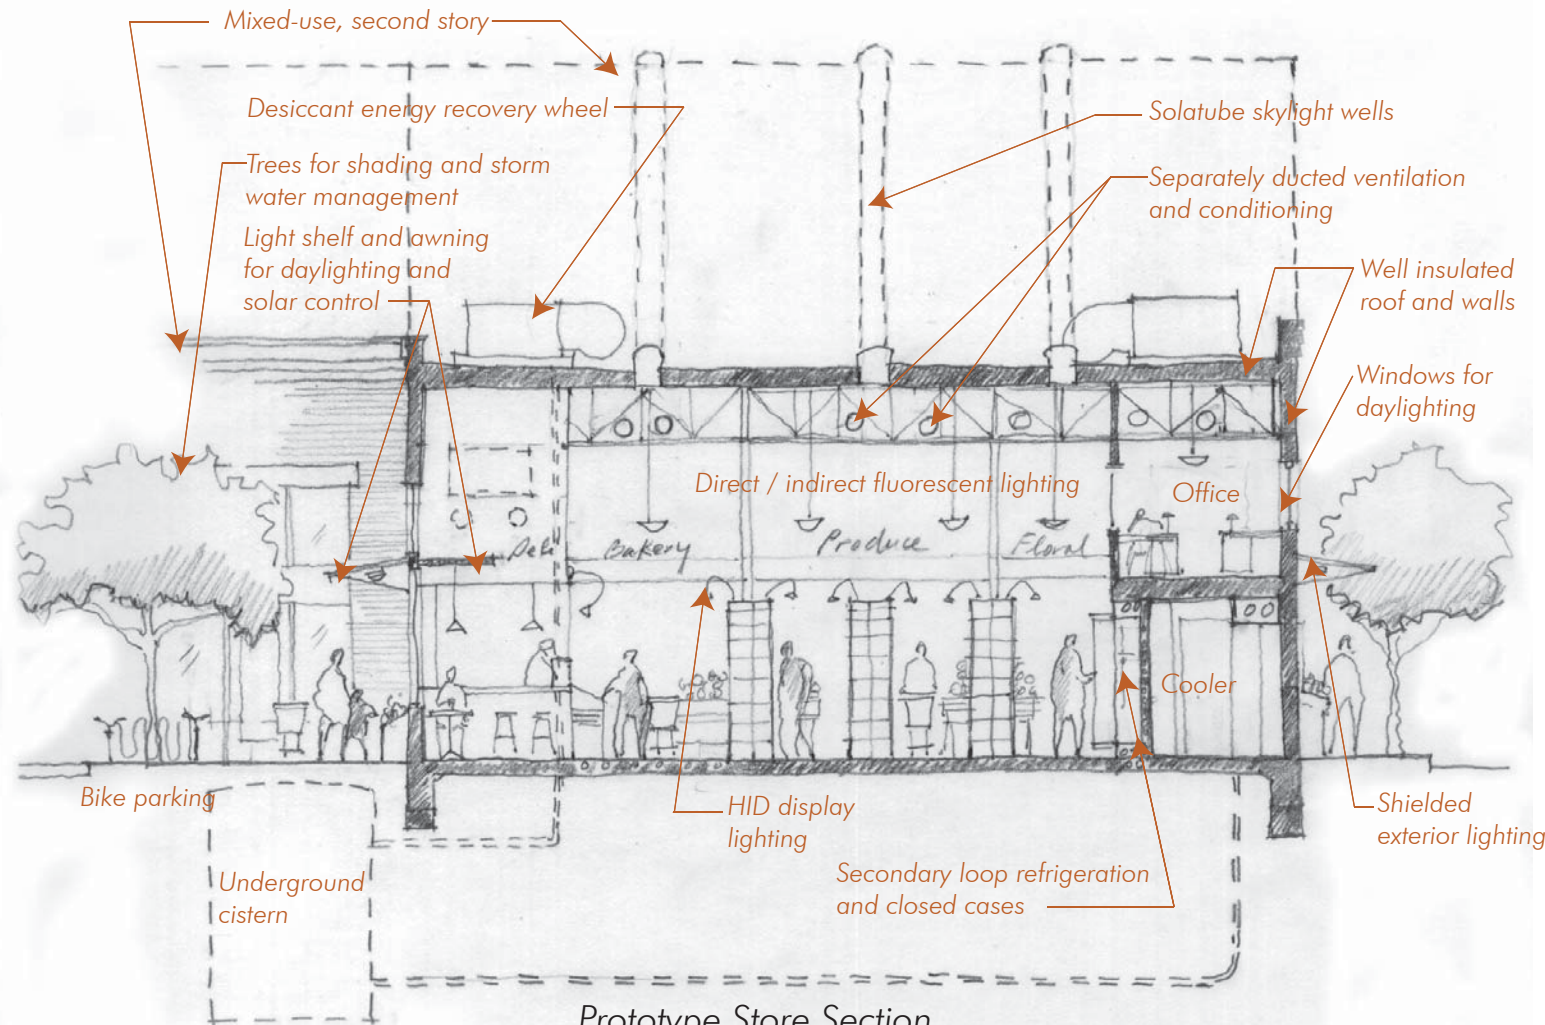 Mixed-use, second story
Desiccant energy recovery wheel
Trees for shading and storm
water management
Light shelf and awning
for daylighting and
solar control
Solatube skylight wells
Separately ducted ventilation
and conditioning
Well insulated
roof and walls
Windows for
daylighting
Direct / indirect fluorescent lighting
Office
Deli
Bakery
Produce
Floral
Cooler
Bike parking
HID display
lighting
Shielded
exterior lighting
Underground
cistern
Secondary loop refrigeration
and closed cases
Prototype Store Section